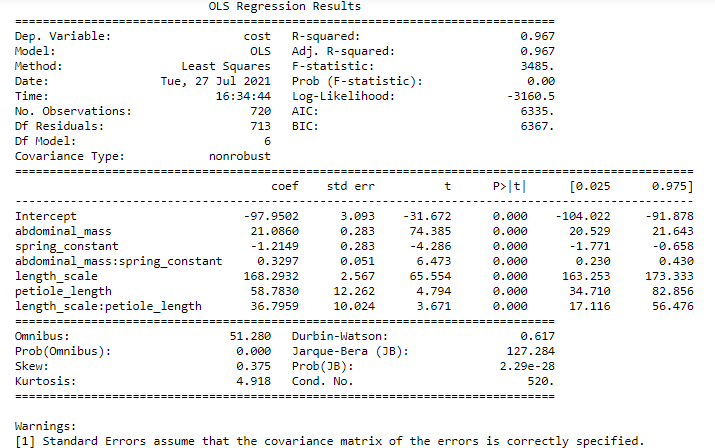 OLS Regression Results
==============================================================================
Dep. Variable:                   cost   R-squared:                       0.967
Model:                            OLS   Adj. R-squared:                  0.967
Method:                 Least Squares   F-statistic:                     3485.
Date:                Tue, 27 Jul 2021   Prob (F-statistic):               0.00
Time:                        16:34:44   Log-Likelihood:                -3160.5
No. Observations:                 720   AIC:                             6335.
Df Residuals:                     713   BIC:                             6367.
Df Model:                           6
Covariance Type:            nonrobust
==================================================================================================
                                     coef    std err          t      P>|t|      [0.025      0.975]
--------------------------------------------------------------------------------------------------
Intercept                        -97.9502      3.093    -31.672      0.000    -104.022     -91.878
abdominal_mass                    21.0860      0.283     74.385      0.000      20.529      21.643
spring_constant                   -1.2149      0.283     -4.286      0.000      -1.771      -0.658
abdominal_mass:spring_constant     0.3297      0.051      6.473      0.000       0.230       0.430
length_scale                     168.2932      2.567     65.554      0.000     163.253     173.333
petiole_length                    58.7830     12.262      4.794      0.000      34.710      82.856
length_scale:petiole_length       36.7959     10.024      3.671      0.000      17.116      56.476
==============================================================================
Omnibus:                       51.280   Durbin-Watson:                   0.617
Prob(Omnibus):                  0.000   Jarque-Bera (JB):              127.284
Skew:                           0.375   Prob(JB):                     2.29e-28
Kurtosis:                       4.918   Cond. No.                         520.
==============================================================================
Warnings:
[1] Standard Errors assume that the covariance matrix of the errors is correctly specified.